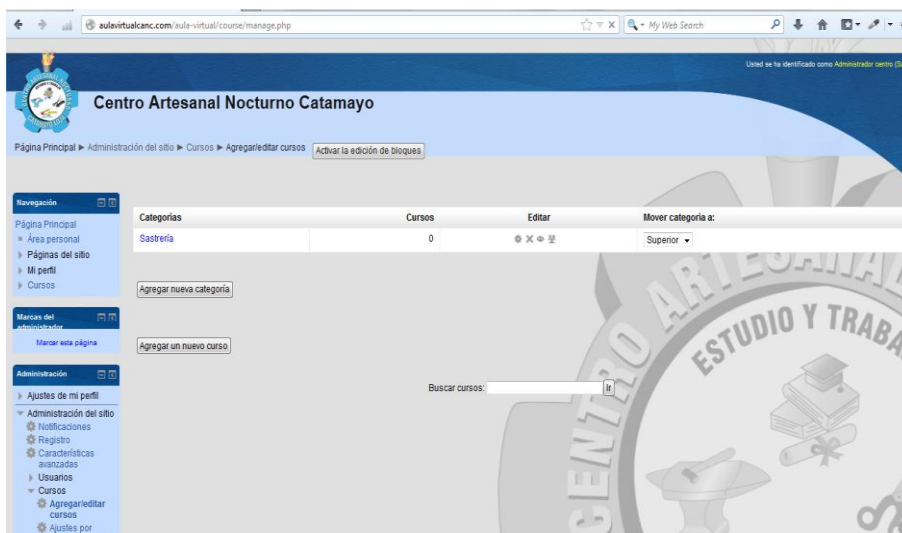 aulavirtualcanc.com/aula-virtual/course/manage.php
My Web Search
Usted se ha identificado como Administrador centro
Centro Artesanal Nocturno Catamayo
Página Principal ► Administración del sitio ► Cursos ► Agregar/editar cursos
Activar la edición de bloques
Navegación
Página Principal
Área personal
Páginas del sitio
Mi perfil
Cursos
Categorías Cursos Editar Mover categoría a:
Sastrería 0 Superior
Agregar nueva categoría
Agregar un nuevo curso
Buscar cursos: Ir
Marcas del
administrador
Marcar esta página
Administración
Ajustes de mi perfil
Administración del sitio
Notificaciones
Registro
Características
avanzadas
Usuarios
Cursos
Agregar/editar
cursos
Ajustes por
CENTRO ARTESANAL
ESTUDIO Y TRABA